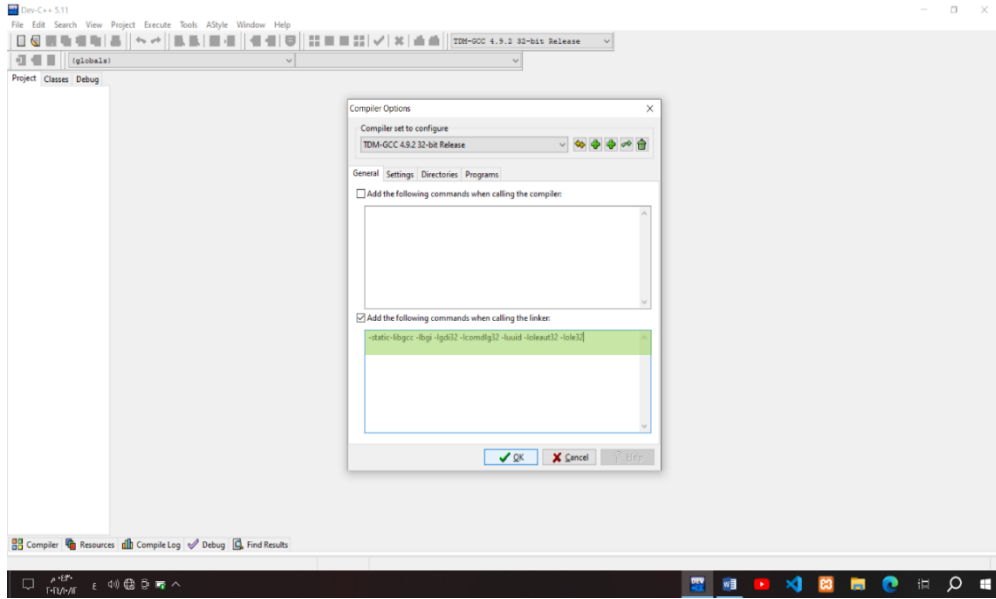 Dev-C++ 5.11
File Edit Search View Project Execute Tools AStyle Window Help
TDM-GCC 4.9.2 32-bit Release
(globals)
Project Classes Debug
Compiler Options
Compiler set to configure
TDM-GCC 4.9.2 32-bit Release
General Settings Directories Programs
Add the following commands when calling the compiler:
Add the following commands when calling the linker:
-static-libgcc -lbgi -lgdi32 -lcomdlg32 -luuid -loleaut32 -lole32
OK Cancel Help
Compiler Resources Compile Log Debug Find Results
ع